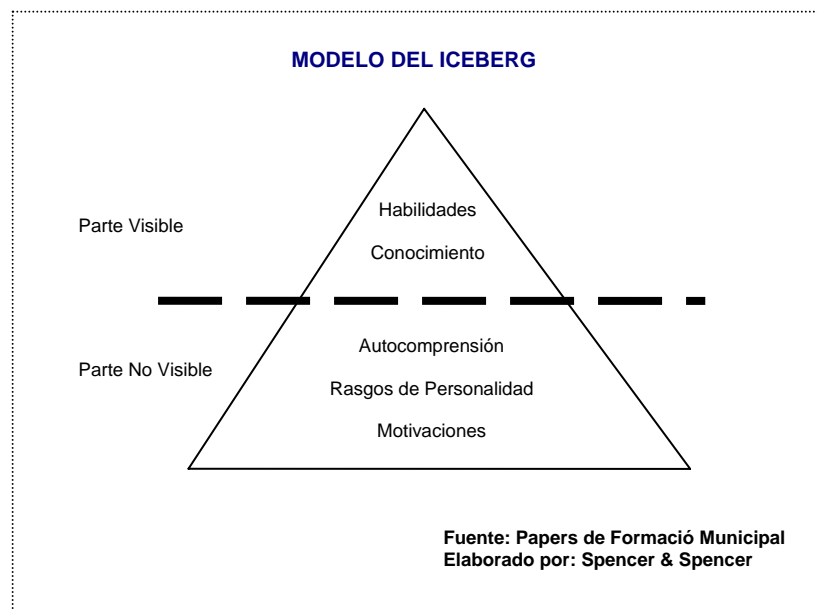 MODELO DEL ICEBERG
Habilidades
Parte Visible
Conocimiento
Autocomprensión
Parte No Visible
Rasgos de Personalidad
Motivaciones
Fuente: Papers de Formació Municipal
Elaborado por: Spencer & Spencer